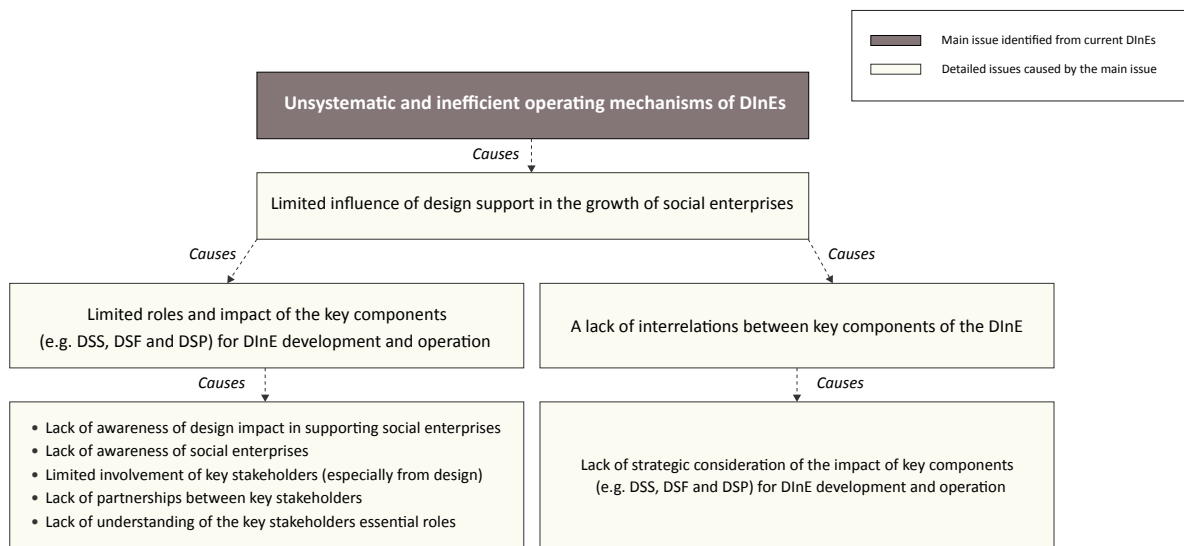 Main issue identified from current DInEs
Detailed issues caused by the main issue
Unsystematic and inefficient operating mechanisms of DInEs
Causes
Limited influence of design support in the growth of social enterprises
Causes
Causes
Limited roles and impact of the key components
(e.g. DSS, DSF and DSP) for DInE development and operation
A lack of interrelations between key components of the DInE
Causes
Causes
• Lack of awareness of design impact in supporting social enterprises
• Lack of awareness of social enterprises
• Limited involvement of key stakeholders (especially from design)
• Lack of partnerships between key stakeholders
• Lack of understanding of the key stakeholders essential roles
Lack of strategic consideration of the impact of key components
(e.g. DSS, DSF and DSP) for DInE development and operation